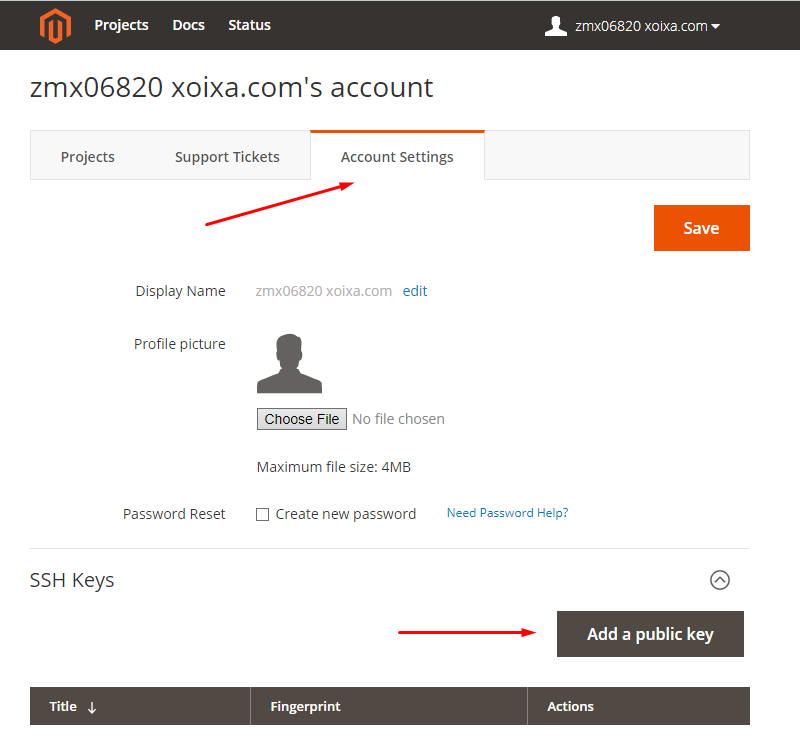 Projects Docs Status zmx06820 xoixa.com
zmx06820 xoixa.com's account
Projects Support Tickets Account Settings
Save
Display Name zmx06820 xoixa.com edit
Profile picture
Choose File No file chosen
Maximum file size: 4MB
Password Reset Create new password Need Password Help?
SSH Keys
Add a public key
Title ↓ Fingerprint Actions